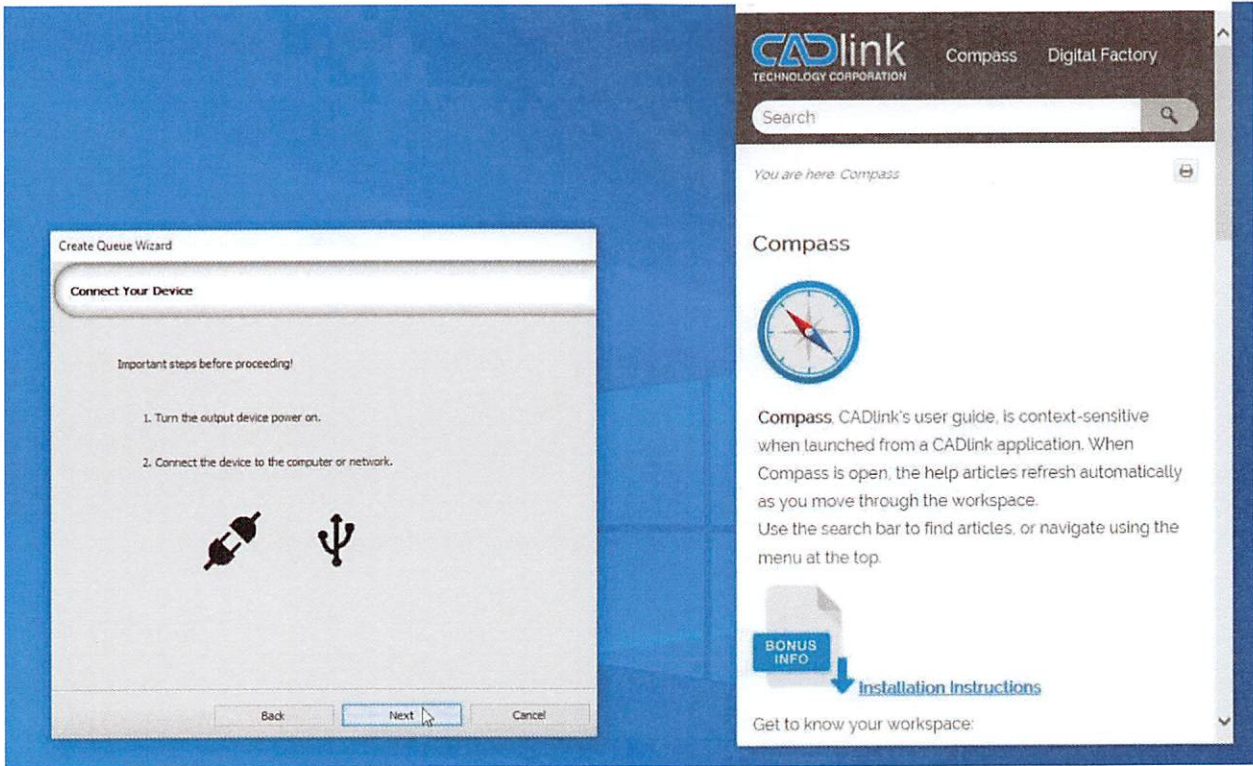 Create Queue Wizard
Connect Your Device
Important steps before proceeding!
1. Turn the output device power on.
2. Connect the device to the computer or network.
Back
Next
Cancel
CADlink
TECHNOLOGY CORPORATION
Compass
Digital Factory
Search
You are here: Compass
Compass
Compass, CADlink's user guide, is context-sensitive
when launched from a CADlink application. When
Compass is open, the help articles refresh automatically
as you move through the workspace.
Use the search bar to find articles, or navigate using the
menu at the top.
BONUS
INFO
Installation Instructions
Get to know your workspace: